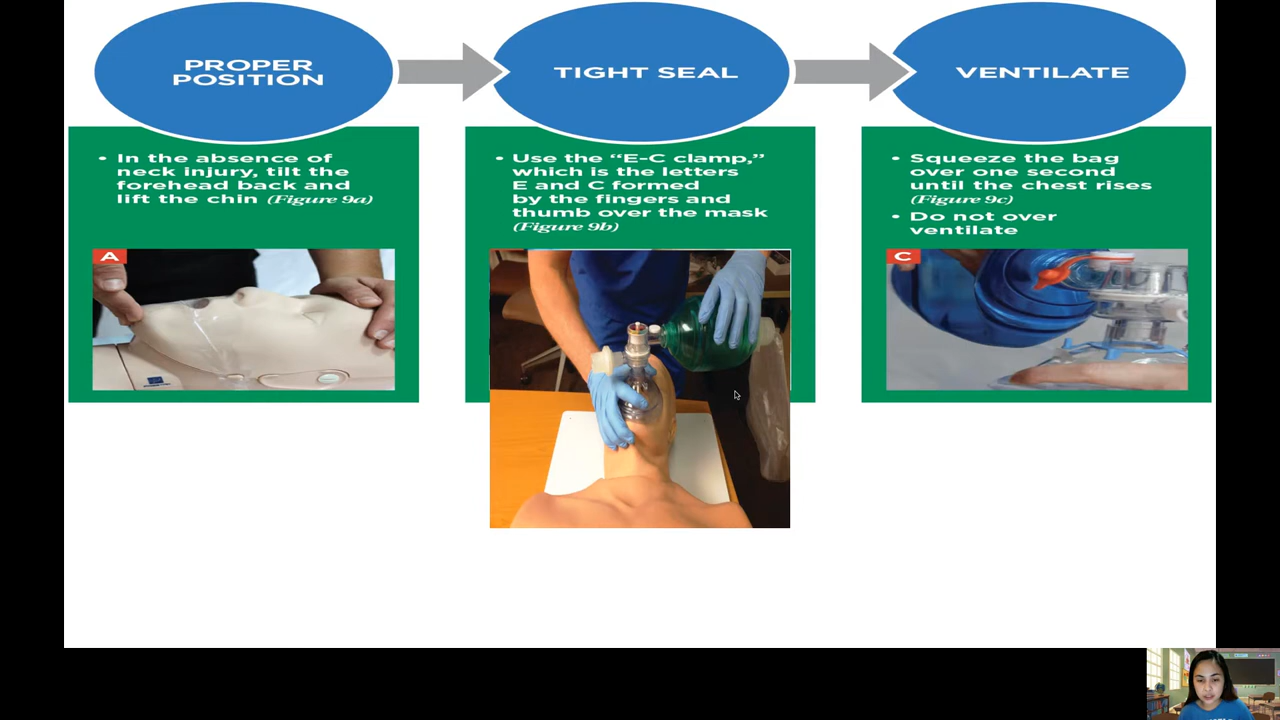 PROPER
POSITION
• In the absence of
neck injury, tilt the
forehead back and
lift the chin (Figure 9a)
A
TIGHT SEAL
• Use the “E-C clamp,”
which is the letters
E and C formed
by the fingers and
thumb over the mask
(Figure 9b)
VENTILATE
• Squeeze the bag
over one second
until the chest rises
(Figure 9c)
• Do not over
ventilate
C